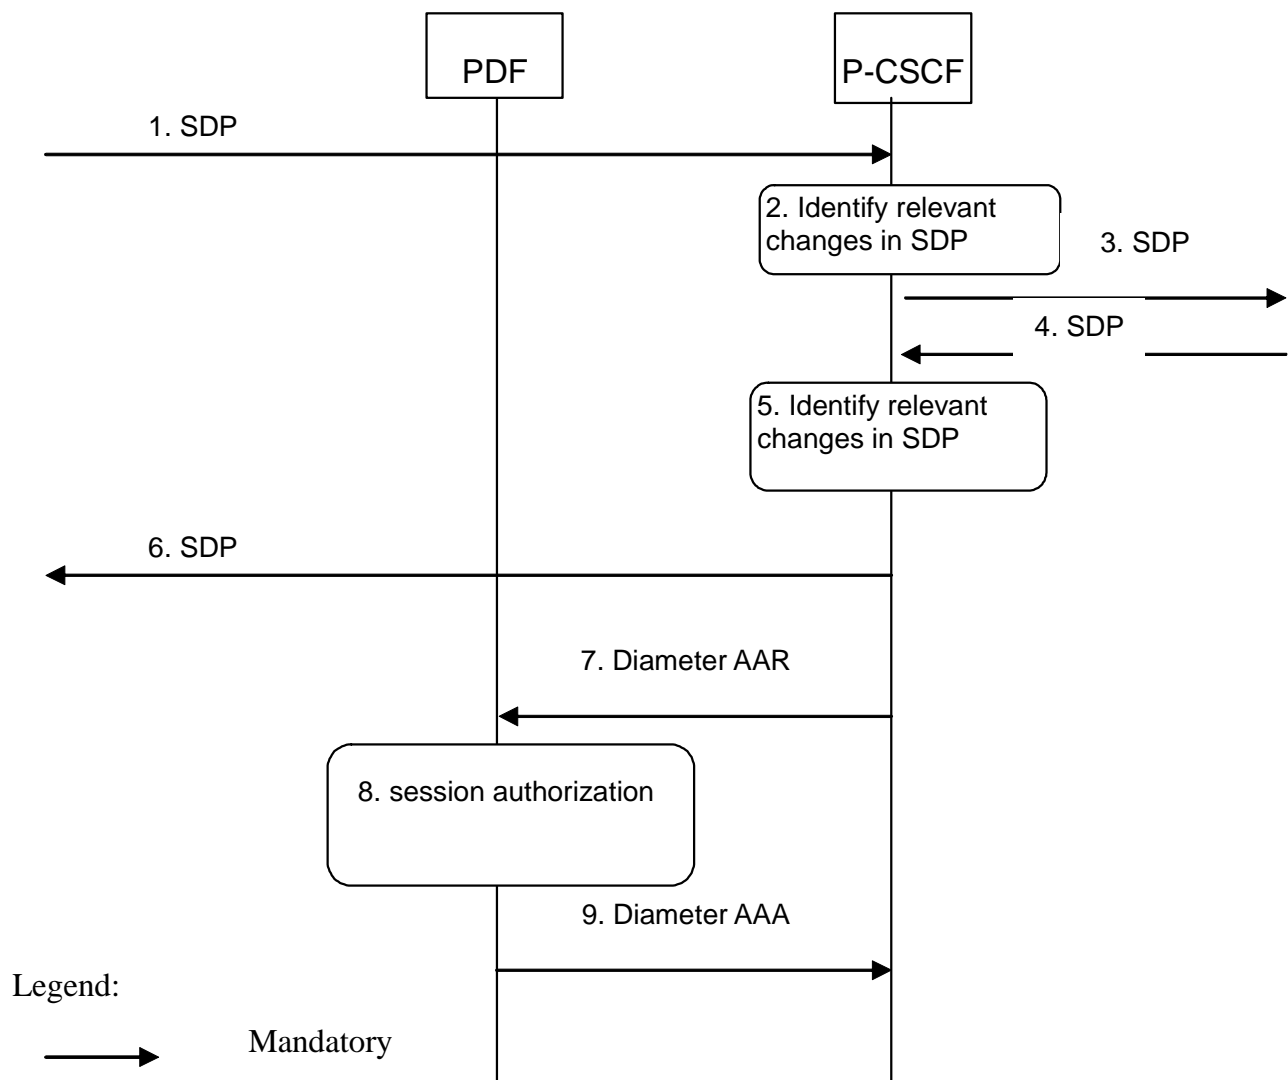 PDF
P-CSCF
1. SDP
2. Identify relevant
changes in SDP
3. SDP
4. SDP
5. Identify relevant
changes in SDP
6. SDP
7. Diameter AAR
8. session authorization
9. Diameter AAA
Legend:
Mandatory